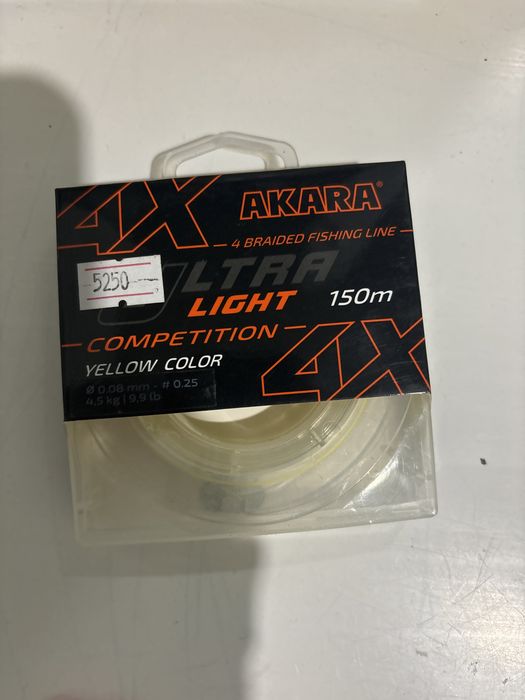 4X AKARA®
4 BRAIDED FISHING LINE
ULTRA
5250
LIGHT 150m
COMPETITION
4X
YELLOW COLOR
Ø 0.08 mm - # 0.25
4,5 kg | 9,9 lb